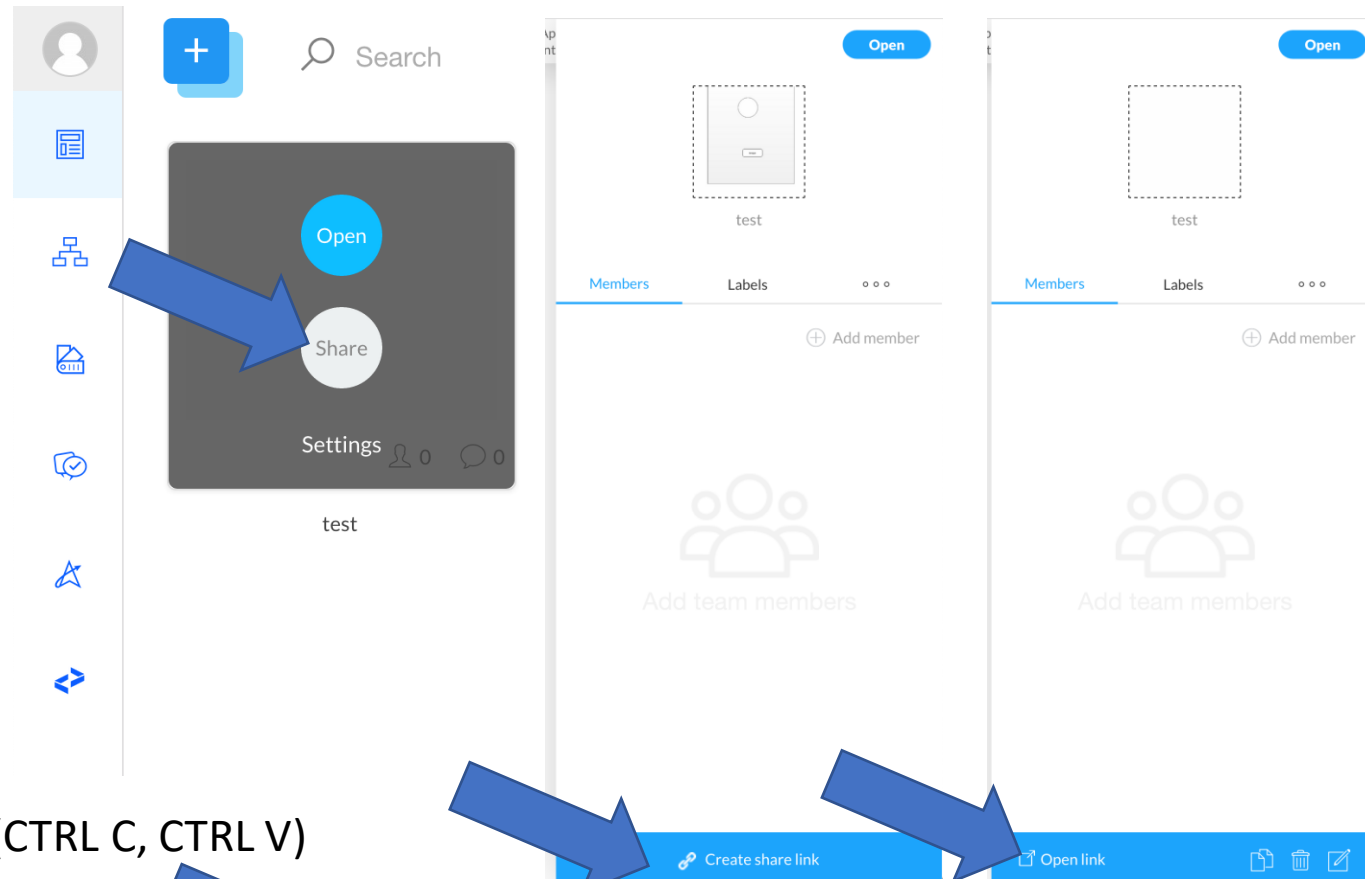 Search
Open
Share
Settings
0
0
test
(CTRL C, CTRL V)
Open
test
Members
Labels
Add member
Add team members
Create share link
Open
test
Members
Labels
Add member
Add team members
Open link